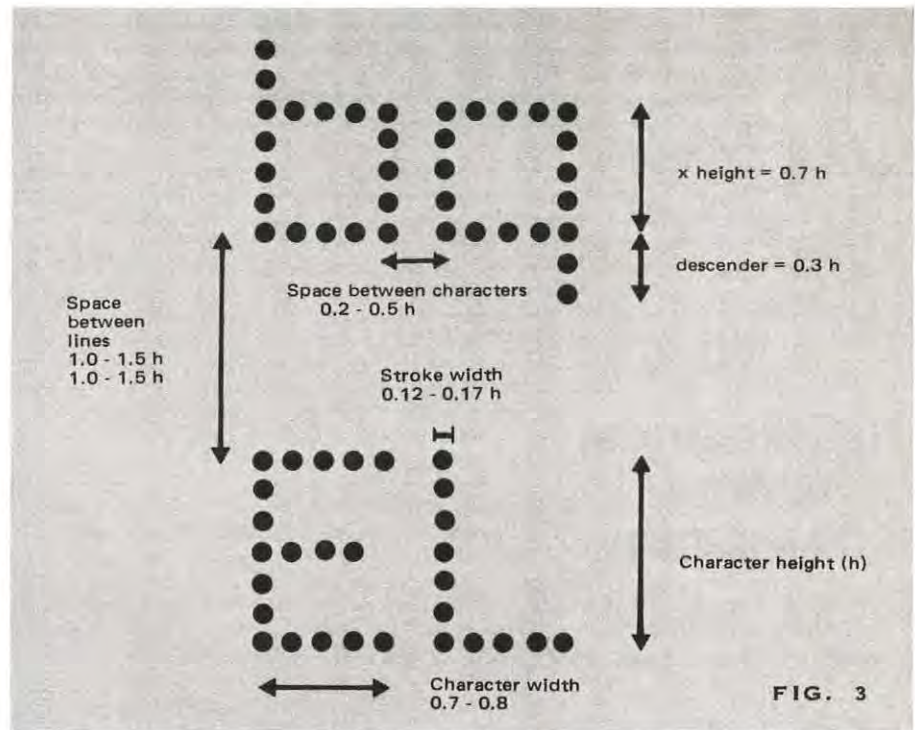 bq
x height = 0.7 h
descender = 0.3 h
Space between characters
0.2 - 0.5 h
Space
between
lines
1.0 - 1.5 h
1.0 - 1.5 h
Stroke width
0.12 - 0.17 h
EL
Character height (h)
Character width
0.7 - 0.8
FIG. 3